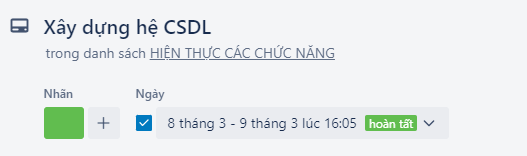 Xây dựng hệ CSDL
trong danh sách HIỆN THỰC CÁC CHỨC NĂNG
Nhãn
Ngày
8 tháng 3 - 9 tháng 3 lúc 16:05 hoàn tất